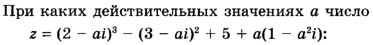 При каких действительных значениях a число
z = (2 − ai)³ − (3 − ai)² + 5 + a(1 − a²i):